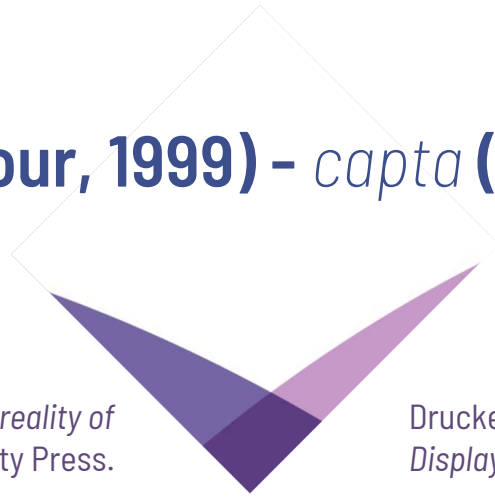 our, 1999) - capta (
reality of
ty Press.
Drucke
Display